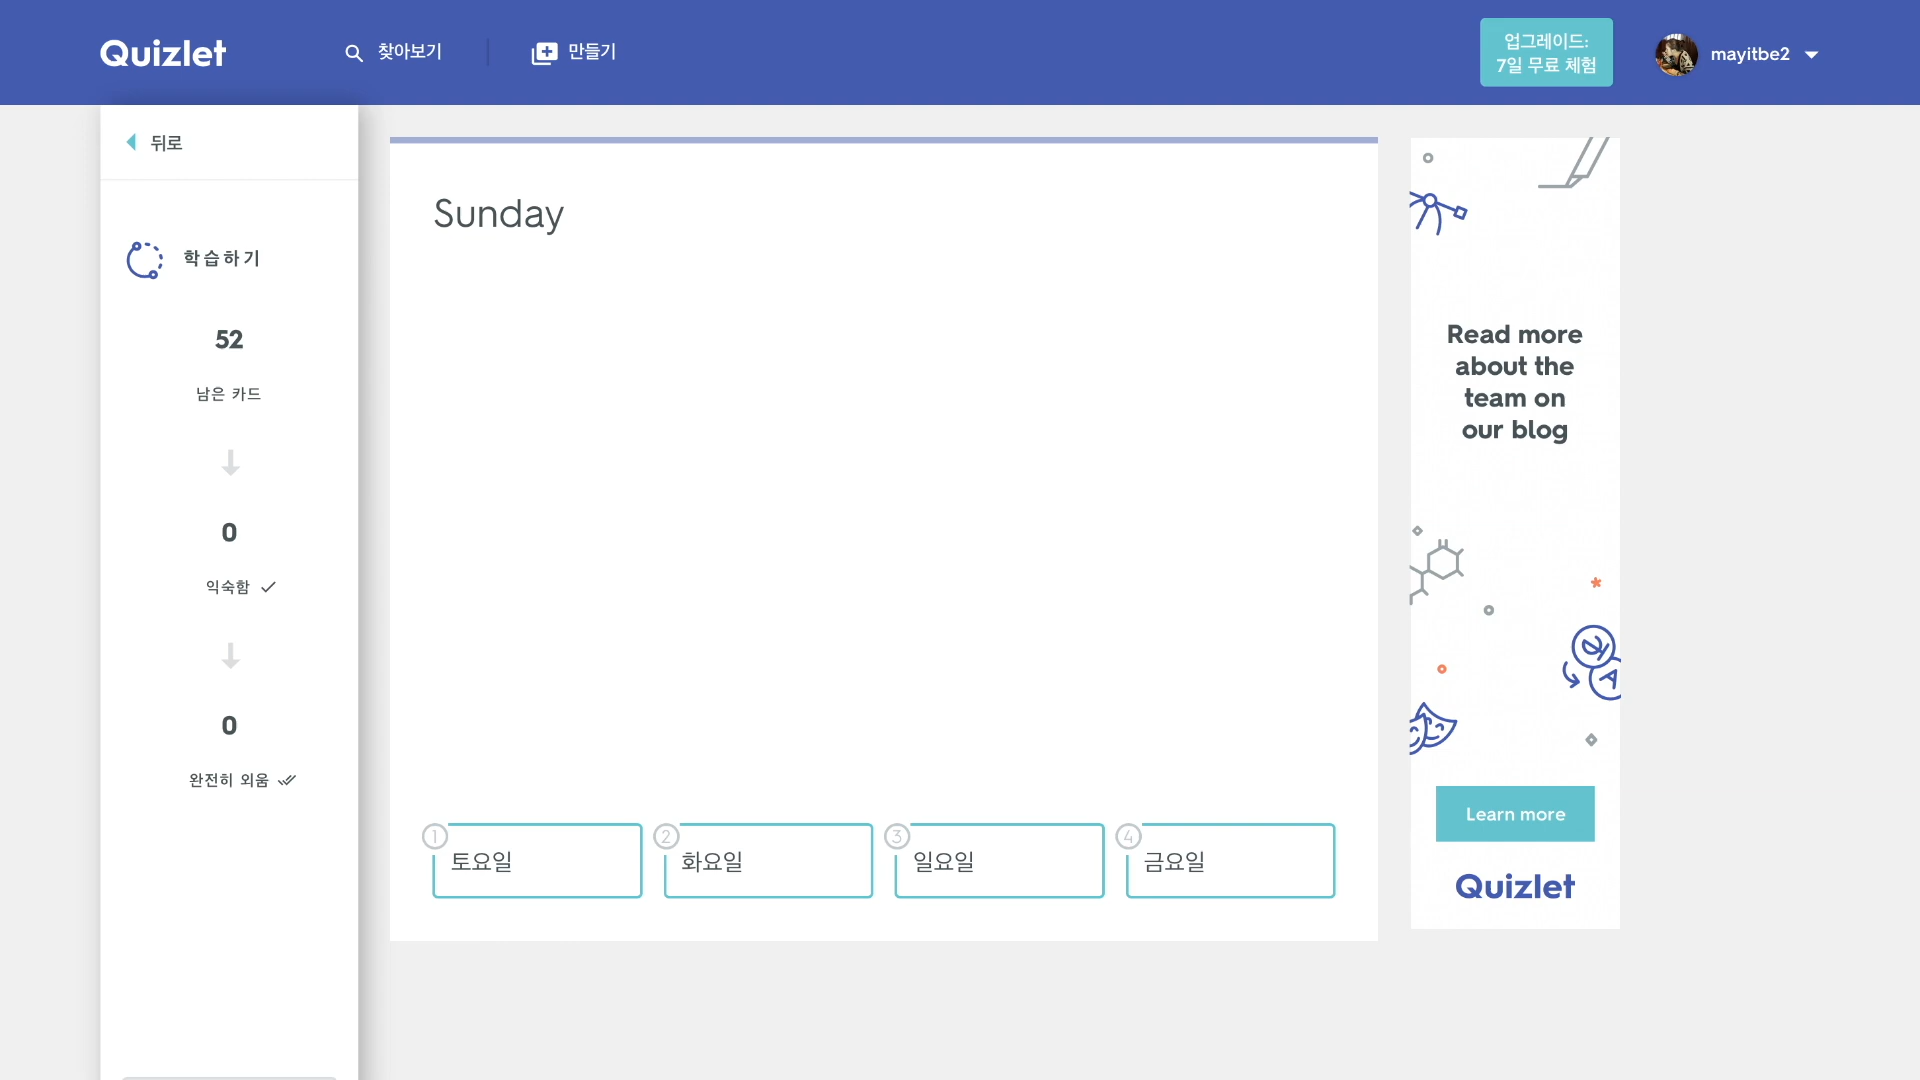 Quizlet
찾아보기
만들기
업그레이드:
7일 무료 체험
mayitbe2
뒤로
학습하기
52
남은 카드
0
익숙함
0
완전히 외움
Sunday
1 토요일
2 화요일
3 일요일
4 금요일
Read more
about the
team on
our blog
A
Learn more
Quizlet